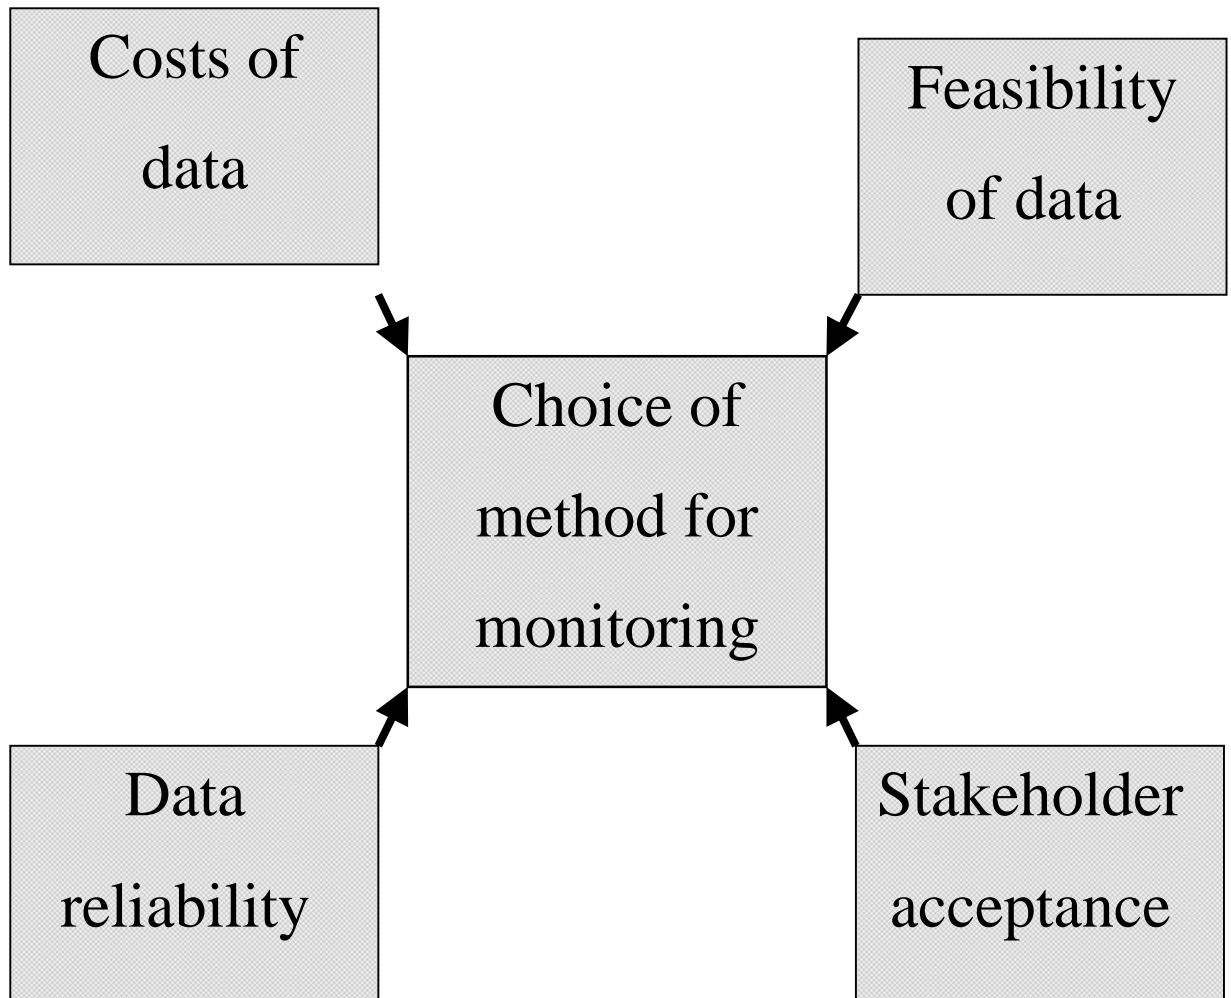 Costs of
data
Feasibility
of data
Choice of
method for
monitoring
Data
reliability
Stakeholder
acceptance